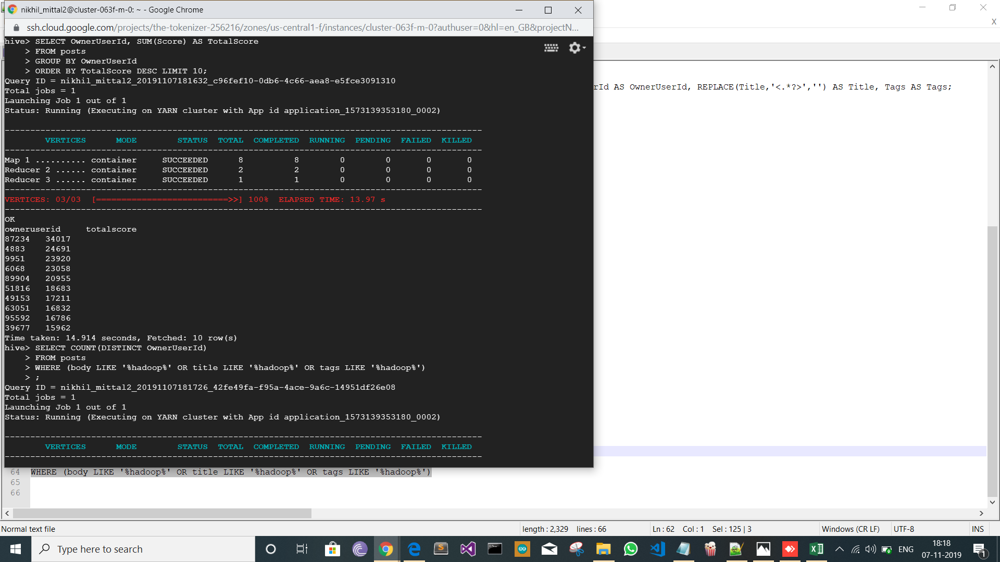 nikhil_mittal2@cluster-063f-m-0: ~ - Google Chrome
ssh.cloud.google.com/projects/the-tokenizer-256216/zones/us-central1-f/instances/cluster-063f-m-0?authuser=0&hl=en_GB&projectN...
X
hive> SELECT OwnerUserId, SUM(Score) AS TotalScore
    > FROM posts
    > GROUP BY OwnerUserId
    > ORDER BY TotalScore DESC LIMIT 10;
Query ID = nikhil_mittal2_20191107181632_c96fef10-0db6-4c66-aea8-e5fce3091310
rId AS OwnerUserId, REPLACE(Title,'<.*?>','') AS Title, Tags AS Tags;
Total jobs = 1
Launching Job 1 out of 1
Status: Running (Executing on YARN cluster with App id application_1573139353180_0002)
----------------------------------------------------------------------------------------------
        VERTICES      MODE        STATUS  TOTAL  COMPLETED  RUNNING  PENDING  FAILED  KILLED
----------------------------------------------------------------------------------------------
Map 1 .......... container     SUCCEEDED      8          8        0        0       0       0
Reducer 2 ...... container     SUCCEEDED      2          2        0        0       0       0
Reducer 3 ...... container     SUCCEEDED      1          1        0        0       0       0
----------------------------------------------------------------------------------------------
VERTICES: 03/03  [==========================>>] 100%  ELAPSED TIME: 13.97 s
----------------------------------------------------------------------------------------------
OK
owneruserid     totalscore
87234   34017
4883    24691
9951    23920
6068    23058
89904   20955
51816   18683
49153   17211
63051   16832
95592   16786
39677   15962
Time taken: 14.914 seconds, Fetched: 10 row(s)
hive> SELECT COUNT(DISTINCT OwnerUserId)
    > FROM posts
    > WHERE (body LIKE '%hadoop%' OR title LIKE '%hadoop%' OR tags LIKE '%hadoop%')
    > ;
Query ID = nikhil_mittal2_20191107181726_42fe49fa-f95a-4ace-9a6c-14951df26e08
Total jobs = 1
Launching Job 1 out of 1
Status: Running (Executing on YARN cluster with App id application_1573139353180_0002)
----------------------------------------------------------------------------------------------
        VERTICES      MODE        STATUS  TOTAL  COMPLETED  RUNNING  PENDING  FAILED  KILLED
----------------------------------------------------------------------------------------------
64 WHERE (body LIKE '%hadoop%' OR title LIKE '%hadoop%' OR tags LIKE '%hadoop%')
65
66
Normal text file length : 2,329 lines : 66 Ln : 62 Col : 1 Sel : 125 | 3 Windows (CR LF) UTF-8 INS
Type here to search ENG 18:18
07-11-2019 1